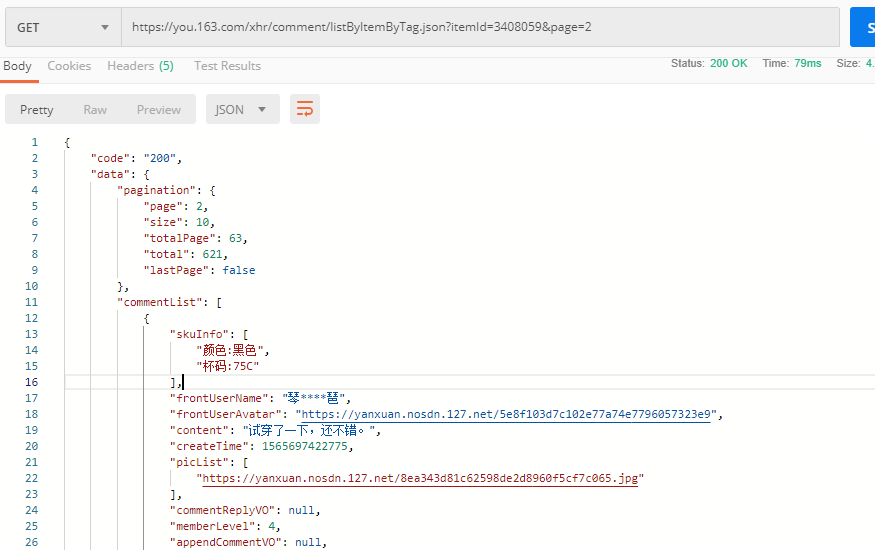 GET https://you.163.com/xhr/comment/listByItemByTag.json?itemId=3408059&page=2 S
Body Cookies Headers (5) Test Results Status: 200 OK Time: 79ms Size: 4.
Pretty Raw Preview JSON
1 {
2 "code": "200",
3 "data": {
4 "pagination": {
5 "page": 2,
6 "size": 10,
7 "totalPage": 63,
8 "total": 621,
9 "lastPage": false
10 },
11 "commentList": [
12 {
13 "skuInfo": [
14 "颜色:黑色",
15 "杯码:75C"
16 ],
17 "frontUserName": "琴****琶",
18 "frontUserAvatar": "https://yanxuan.nosdn.127.net/5e8f103d7c102e77a74e7796057323e9",
19 "content": "试穿了一下，还不错。",
20 "createTime": 1565697422775,
21 "picList": [
22 "https://yanxuan.nosdn.127.net/8ea343d81c62598de2d8960f5cf7c065.jpg"
23 ],
24 "commentReplyVO": null,
25 "memberLevel": 4,
26 "appendCommentVO": null,